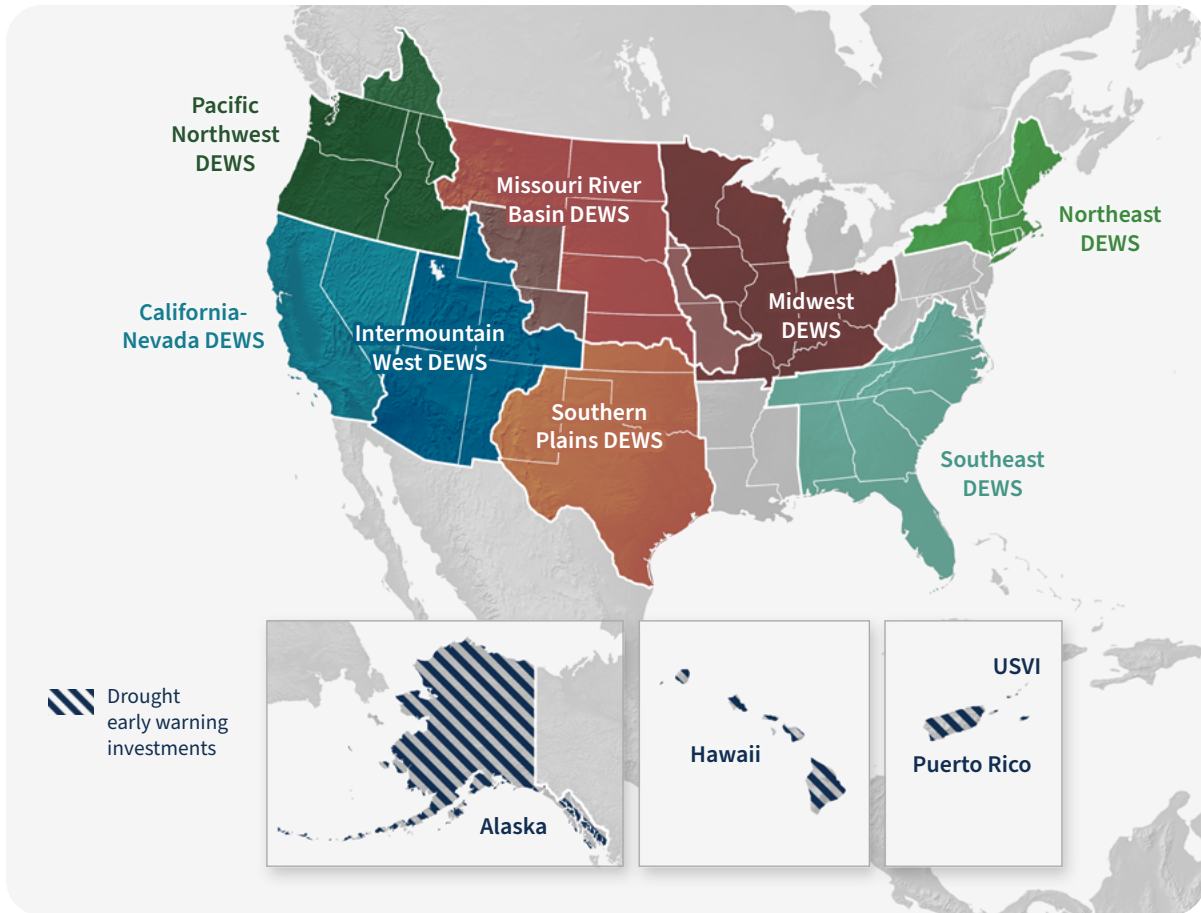 Pacific
Northwest
DEWS
Missouri River
Basin DEWS
Northeast
DEWS
California-
Nevada DEWS
Intermountain
West DEWS
Midwest
DEWS
Southern
Plains DEWS
Southeast
DEWS
Drought
early warning
investments
Alaska
Hawaii
USVI
Puerto Rico